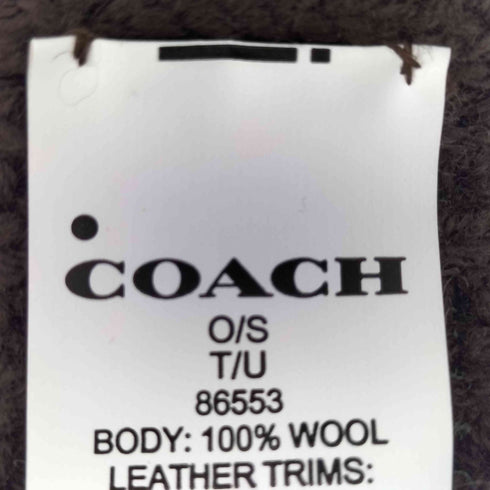 COACH
O/S
T/U
86553
BODY: 100% WOOL
LEATHER TRIMS: